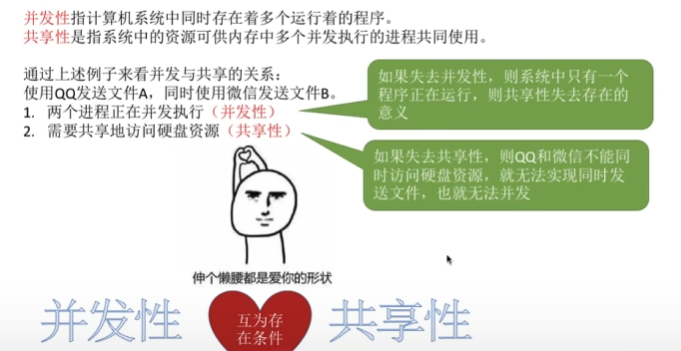 并发性指计算机系统中同时存在着多个运行着的程序。
共享性是指系统中的资源可供内存中多个并发执行的进程共同使用。
通过上述例子来看并发与共享的关系：
使用QQ发送文件A，同时使用微信发送文件B。
1. 两个进程正在并发执行（并发性）
2. 需要共享地访问硬盘资源（共享性）
如果失去并发性，则系统中只有一个
程序正在运行，则共享性失去存在的
意义
如果失去共享性，则QQ和微信不能同
时访问硬盘资源，就无法实现同时发
送文件，也就无法并发
伸个懒腰都是爱你的形状
并发性
互为存
在条件
共享性